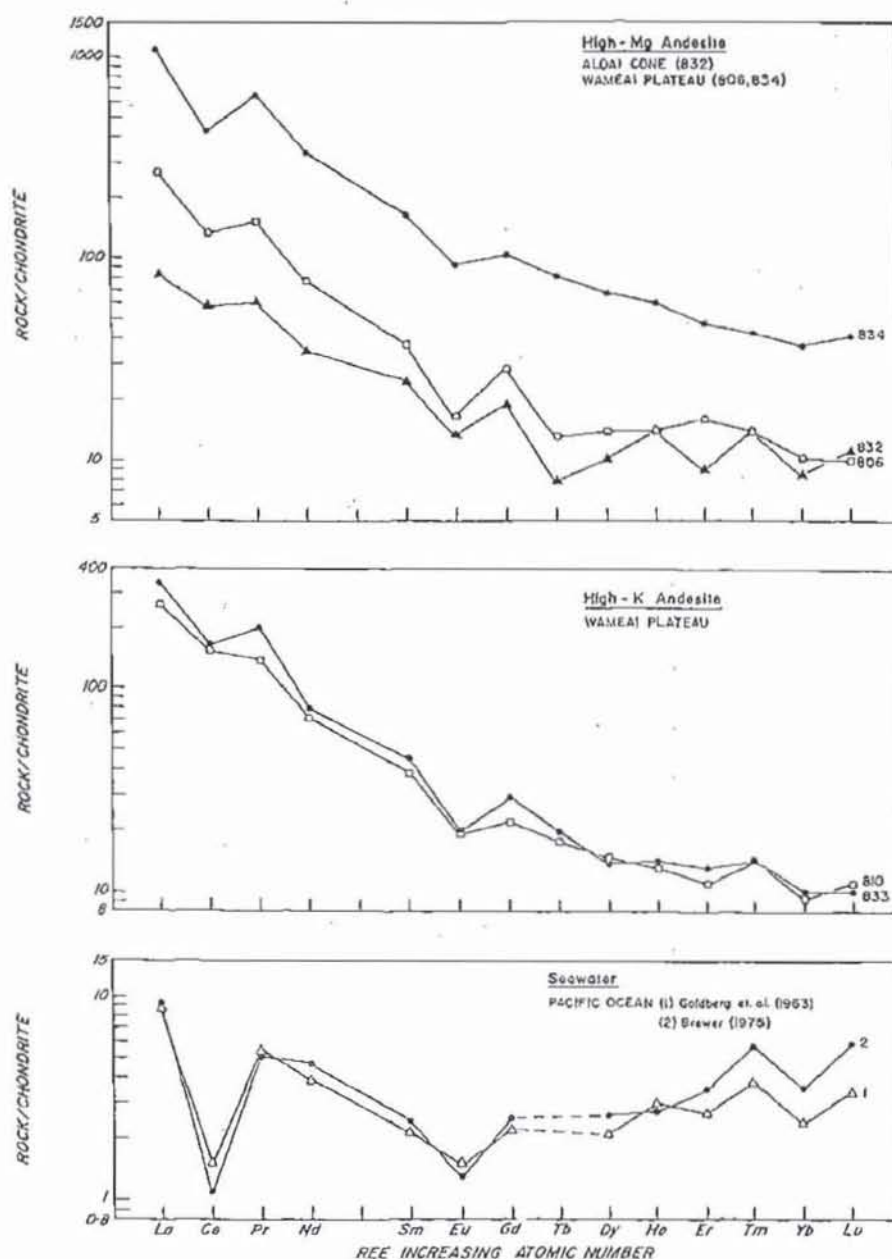 1500
1000
100
10
5
ROCK/CHONDRITE
High-Mg Andesite
ALOAI CONE (832)
WAMEAI PLATEAU (806,834)
834
832
806
400
100
10
8
ROCK/CHONDRITE
High-K Andesite
WAMEAI PLATEAU
810
833
15
10
1
0.8
ROCK/CHONDRITE
Seawater
PACIFIC OCEAN (1) Goldberg et. al. (1963)
(2) Brewer (1975)
2
1
La Ce Pr Nd Sm Eu Gd Tb Dy Ho Er Tm Yb Lu
REE INCREASING ATOMIC NUMBER